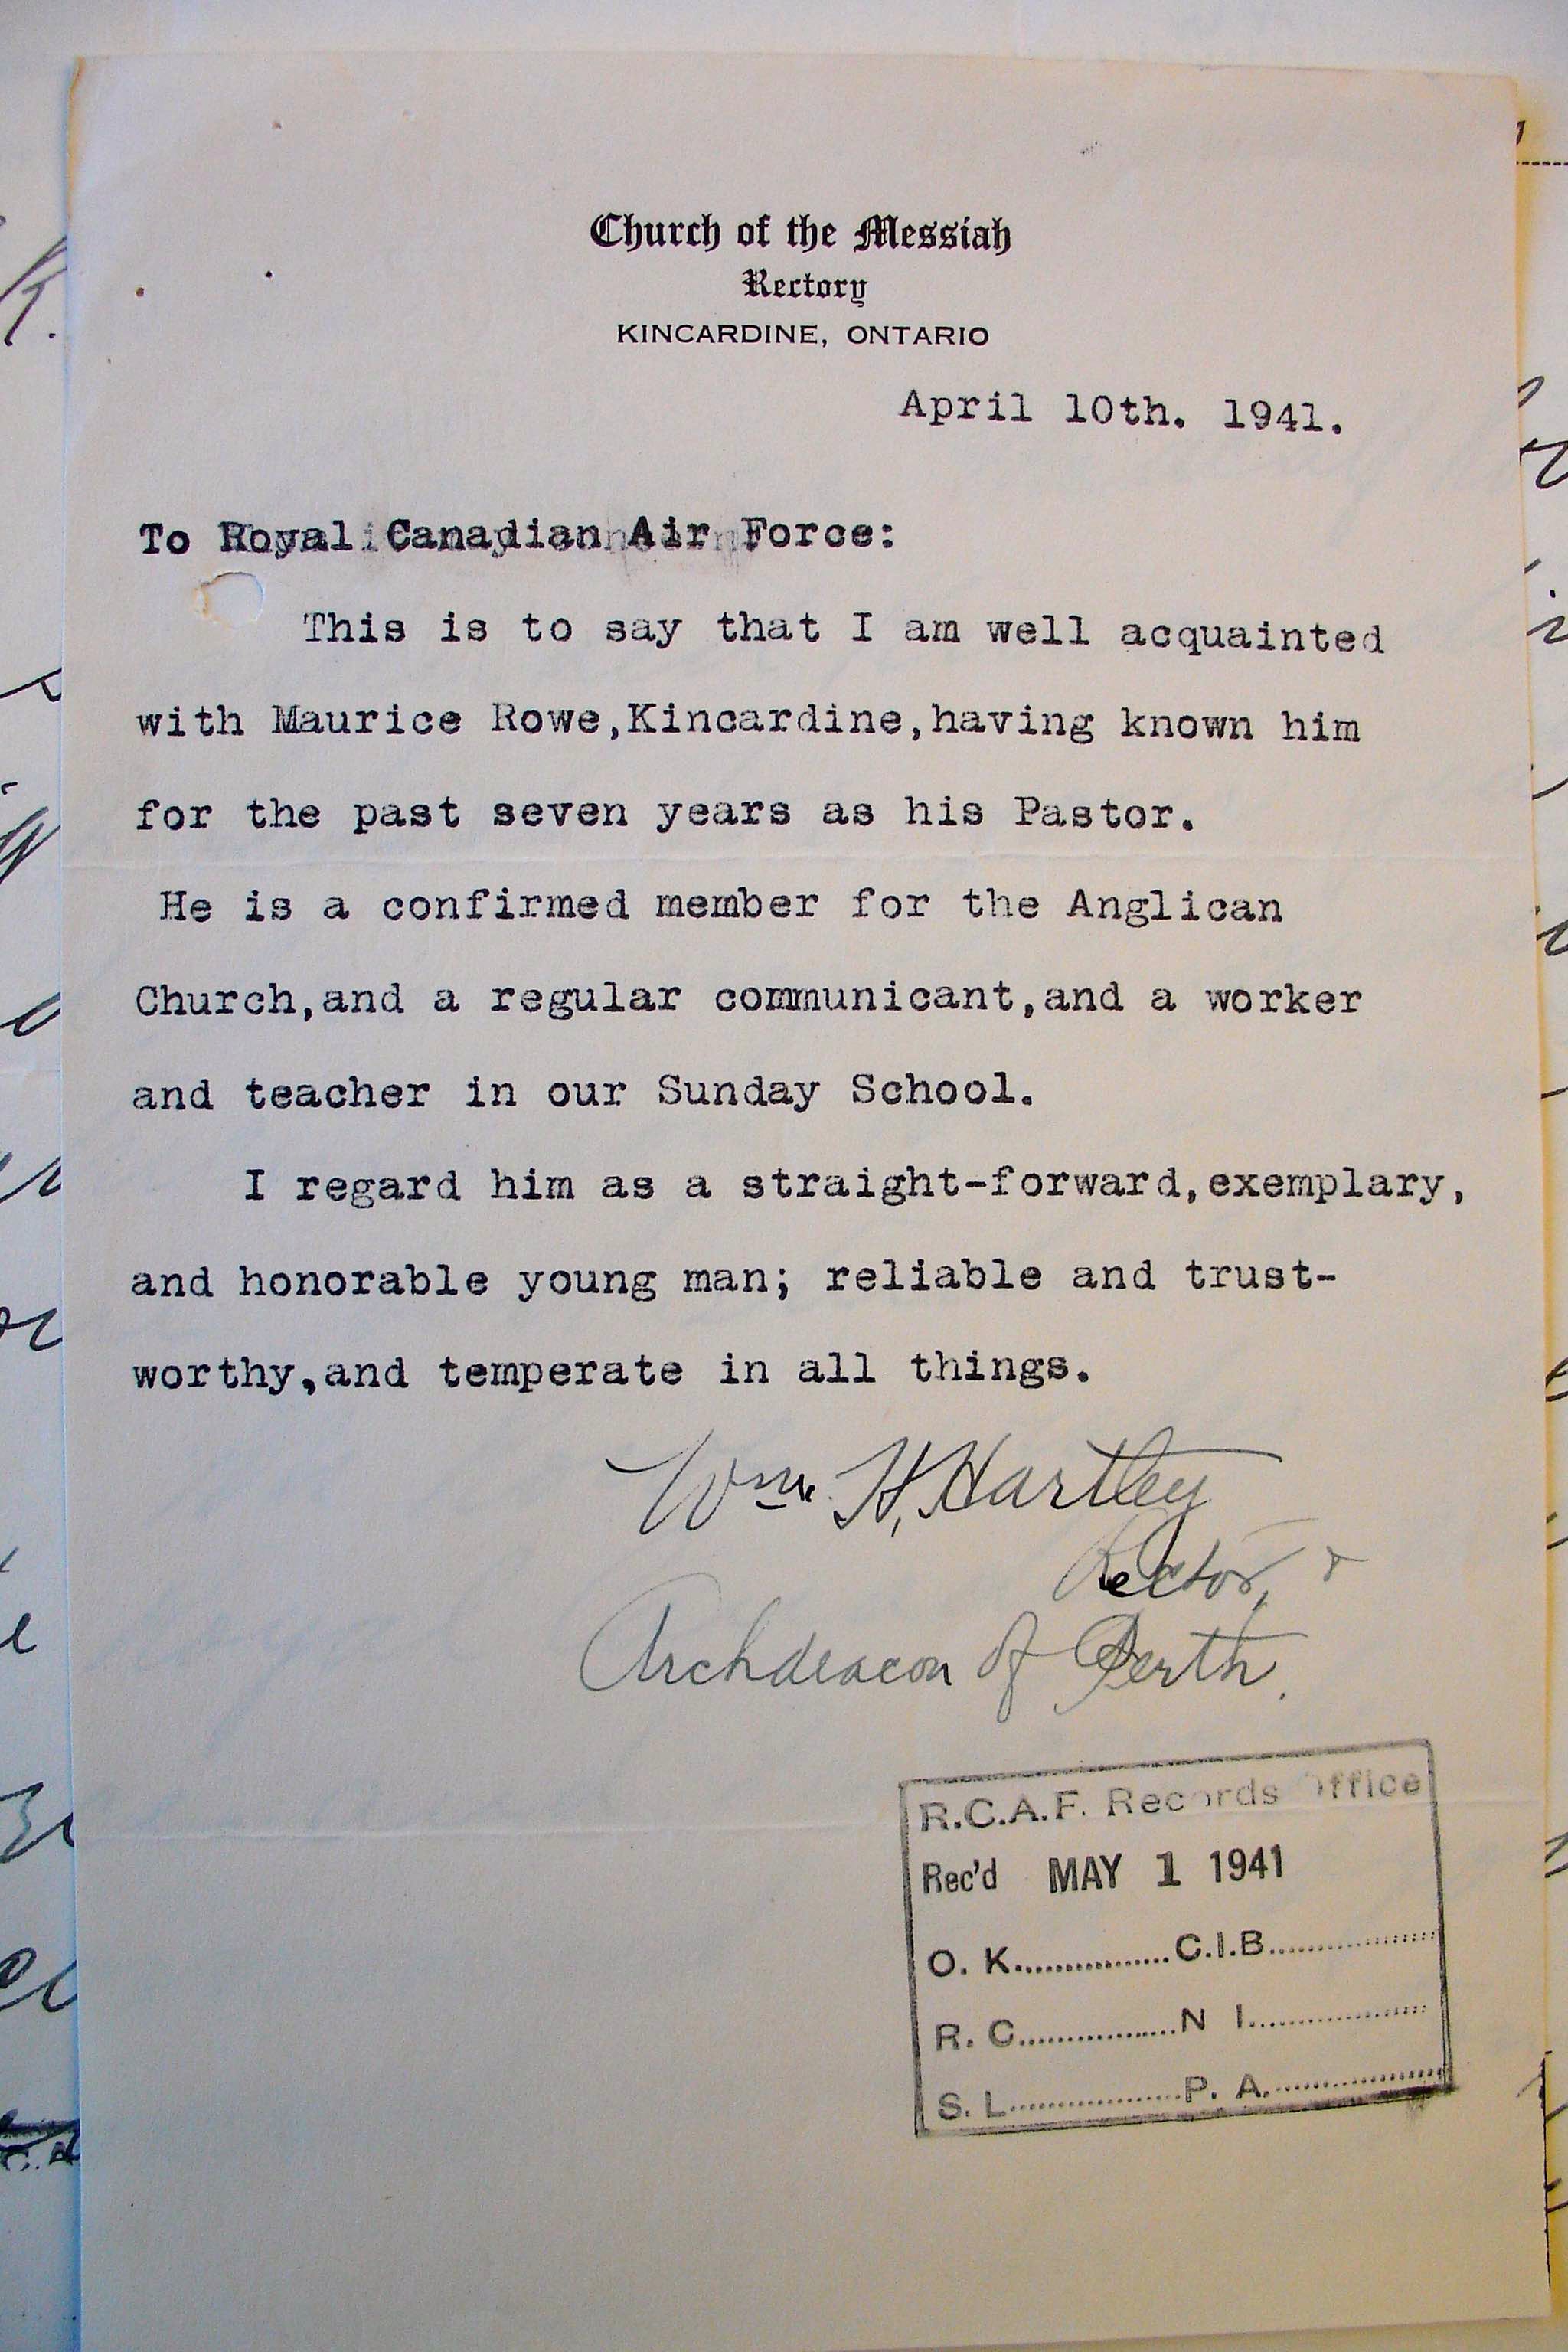 Church of the Messiah
Rectory
KINCARDINE, ONTARIO
April 10th. 1941.
To Royal Canadian Air Force:
This is to say that I am well acquainted
with Maurice Rowe,Kincardine,having known him
for the past seven years as his Pastor.
He is a confirmed member for the Anglican
Church,and a regular communicant,and a worker
and teacher in our Sunday School.
I regard him as a straight-forward,exemplary,
and honorable young man; reliable and trust-
worthy,and temperate in all things.
Wm. H. Hartley
Rector, &
Archdeacon of Perth.
R.C.A.F. Records Office
Rec'd MAY 1 1941
O. K................C.I.B.................
R. C.................N I...................
S. L..................P. A...................